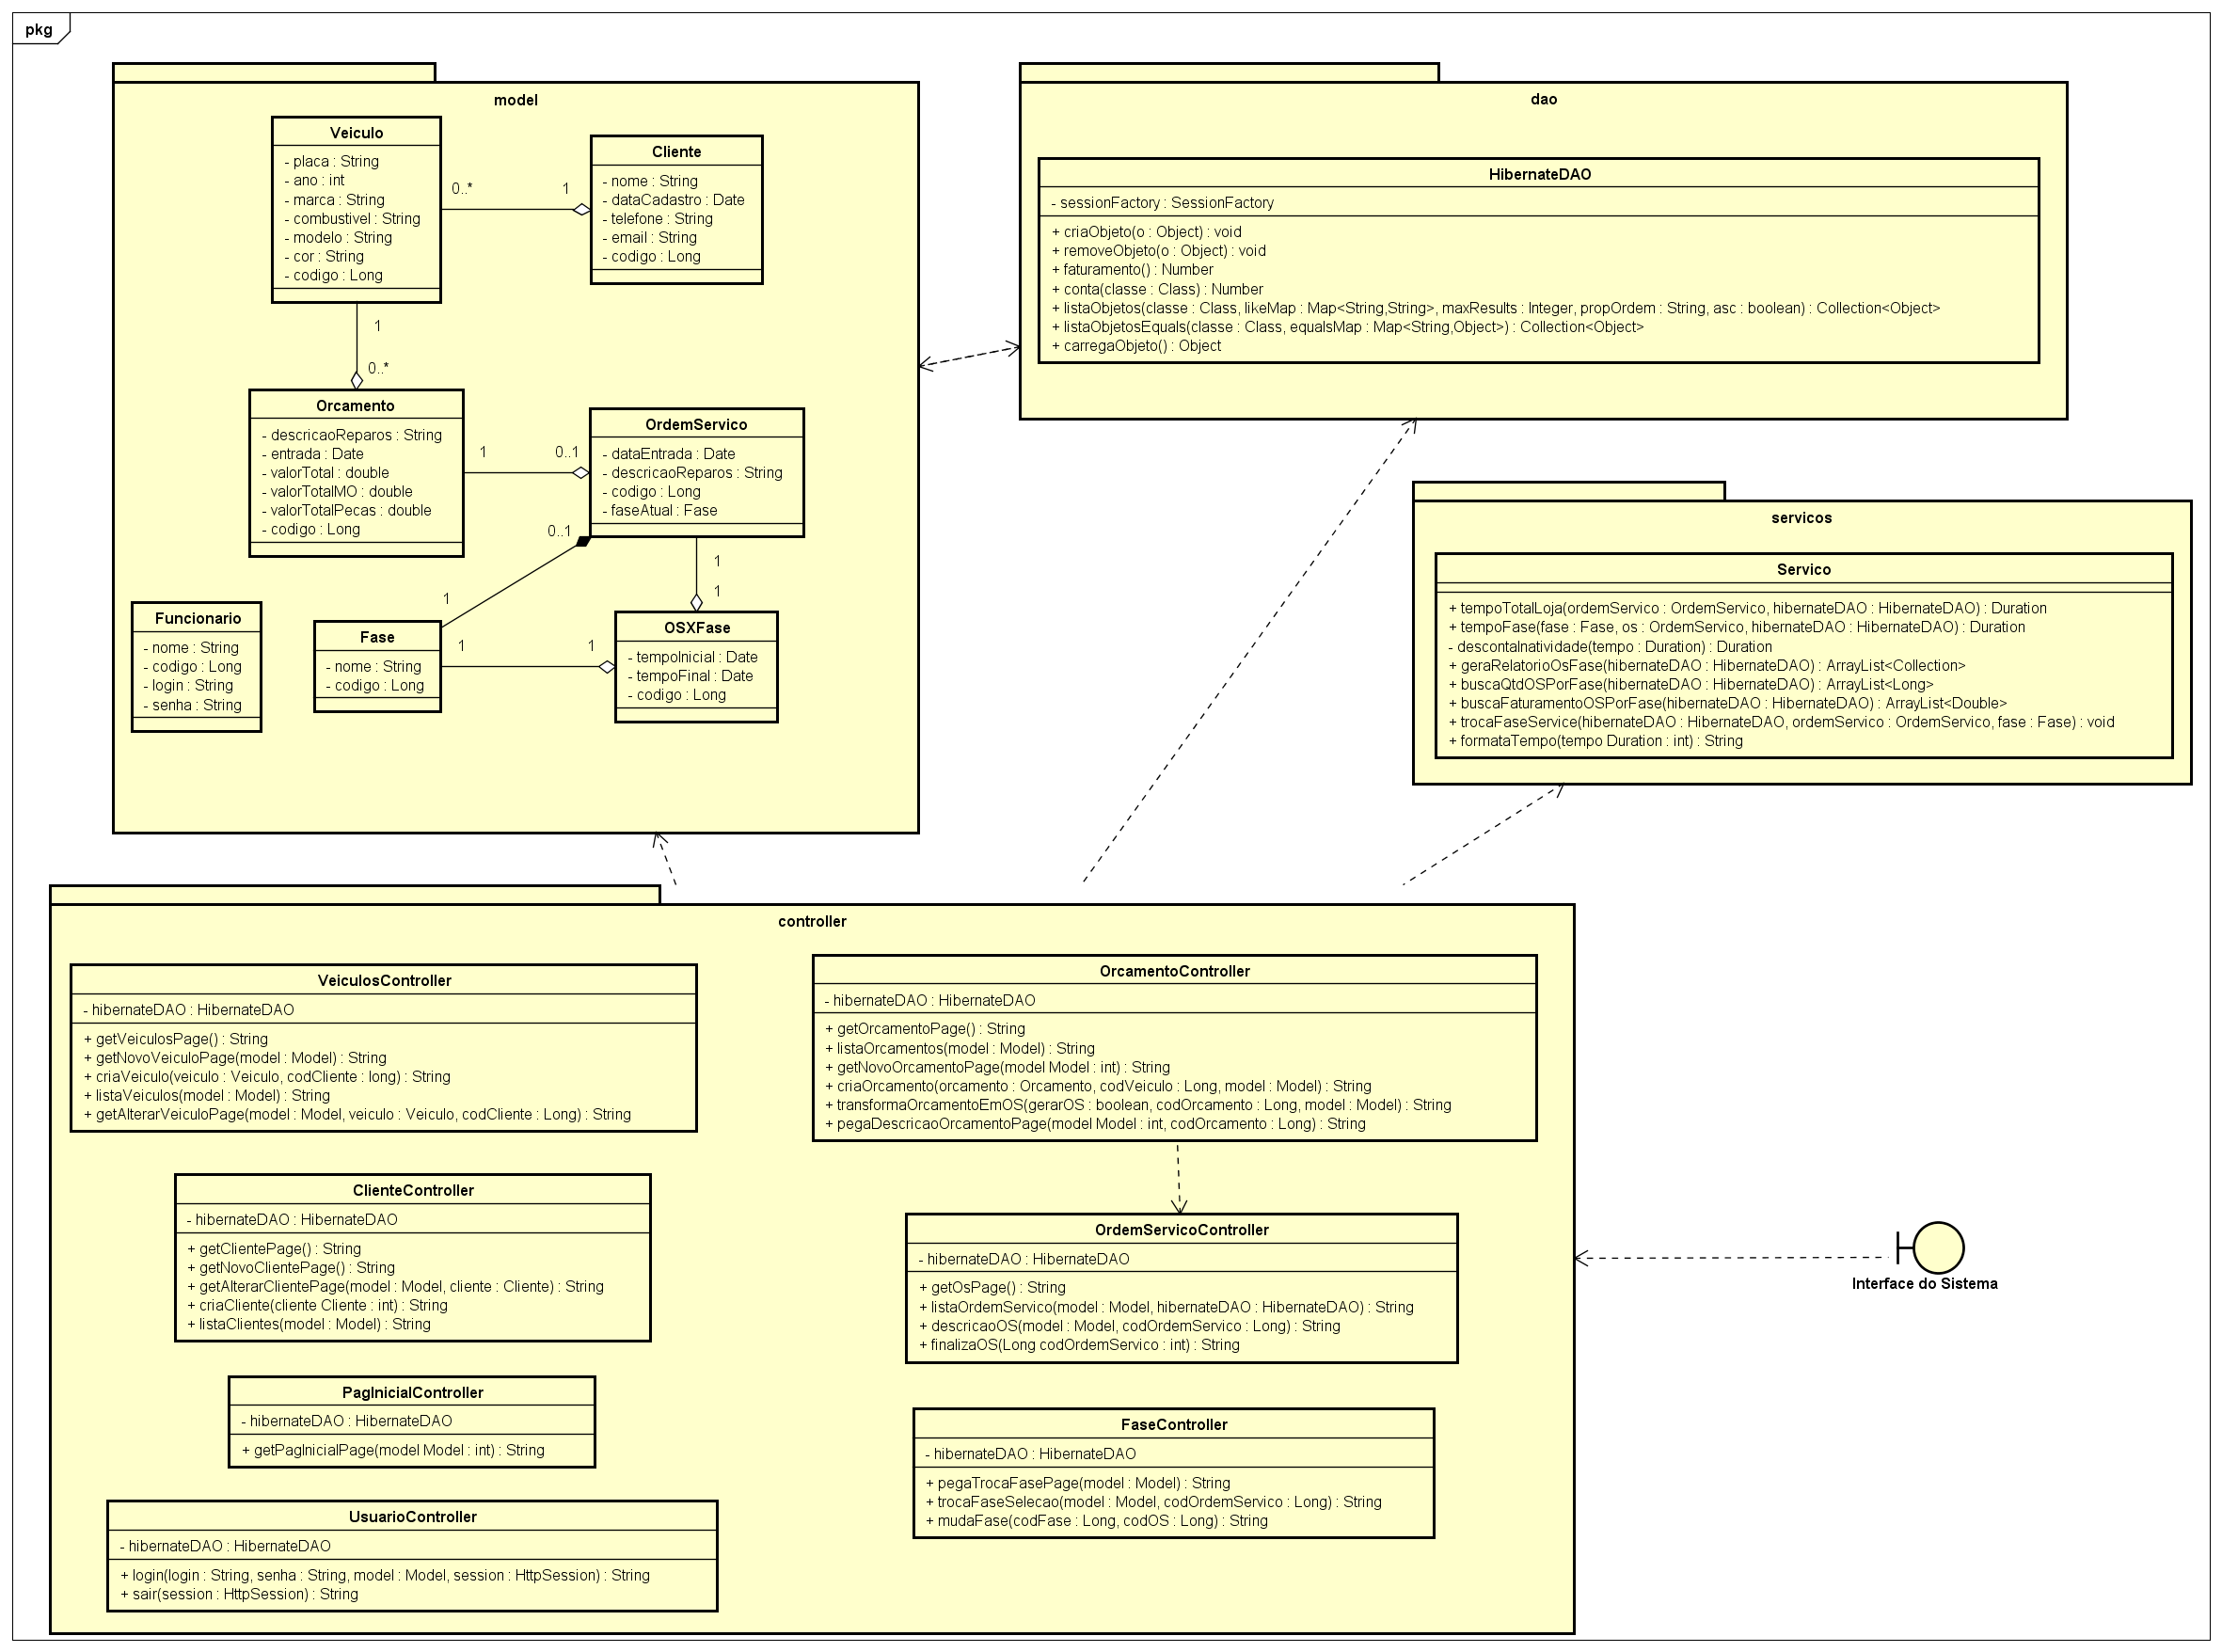 pkg
model
Veiculo
- placa : String
- ano : int
- marca : String
- combustivel : String
- modelo : String
- cor : String
- codigo : Long
0..*
1
Cliente
- nome : String
- dataCadastro : Date
- telefone : String
- email : String
- codigo : Long
1
0..*
Orcamento
- descricaoReparos : String
- entrada : Date
- valorTotal : double
- valorTotalMO : double
- valorTotalPecas : double
- codigo : Long
1
0..1
OrdemServico
- dataEntrada : Date
- descricaoReparos : String
- codigo : Long
- faseAtual : Fase
0..1
1
1
1
Funcionario
- nome : String
- codigo : Long
- login : String
- senha : String
Fase
- nome : String
- codigo : Long
1
1
OSXFase
- tempoInicial : Date
- tempoFinal : Date
- codigo : Long
dao
HibernateDAO
- sessionFactory : SessionFactory
+ criaObjeto(o : Object) : void
+ removeObjeto(o : Object) : void
+ faturamento() : Number
+ conta(classe : Class) : Number
+ listaObjetos(classe : Class, likeMap : Map<String,String>, maxResults : Integer, propOrdem : String, asc : boolean) : Collection<Object>
+ listaObjetosEquals(classe : Class, equalsMap : Map<String,Object>) : Collection<Object>
+ carregaObjeto() : Object
servicos
Servico
+ tempoTotalLoja(ordemServico : OrdemServico, hibernateDAO : HibernateDAO) : Duration
+ tempoFase(fase : Fase, os : OrdemServico, hibernateDAO : HibernateDAO) : Duration
- descontaInatividade(tempo : Duration) : Duration
+ geraRelatorioOsFase(hibernateDAO : HibernateDAO) : ArrayList<Collection>
+ buscaQtdOSPorFase(hibernateDAO : HibernateDAO) : ArrayList<Long>
+ buscaFaturamentoOSPorFase(hibernateDAO : HibernateDAO) : ArrayList<Double>
+ trocaFaseService(hibernateDAO : HibernateDAO, ordemServico : OrdemServico, fase : Fase) : void
+ formataTempo(tempo Duration : int) : String
controller
VeiculosController
- hibernateDAO : HibernateDAO
+ getVeiculosPage() : String
+ getNovoVeiculoPage(model : Model) : String
+ criaVeiculo(veiculo : Veiculo, codCliente : long) : String
+ listaVeiculos(model : Model) : String
+ getAlterarVeiculoPage(model : Model, veiculo : Veiculo, codCliente : Long) : String
OrcamentoController
- hibernateDAO : HibernateDAO
+ getOrcamentoPage() : String
+ listaOrcamentos(model : Model) : String
+ getNovoOrcamentoPage(model Model : int) : String
+ criaOrcamento(orcamento : Orcamento, codVeiculo : Long, model : Model) : String
+ transformaOrcamentoEmOS(gerarOS : boolean, codOrcamento : Long, model : Model) : String
+ pegaDescricaoOrcamentoPage(model Model : int, codOrcamento : Long) : String
ClienteController
- hibernateDAO : HibernateDAO
+ getClientePage() : String
+ getNovoClientePage() : String
+ getAlterarClientePage(model : Model, cliente : Cliente) : String
+ criaCliente(cliente Cliente : int) : String
+ listaClientes(model : Model) : String
OrdemServicoController
- hibernateDAO : HibernateDAO
+ getOsPage() : String
+ listaOrdemServico(model : Model, hibernateDAO : HibernateDAO) : String
+ descricaoOS(model : Model, codOrdemServico : Long) : String
+ finalizaOS(Long codOrdemServico : int) : String
Interface do Sistema
PagInicialController
- hibernateDAO : HibernateDAO
+ getPagInicialPage(model Model : int) : String
FaseController
- hibernateDAO : HibernateDAO
+ pegaTrocaFasePage(model : Model) : String
+ trocaFaseSelecao(model : Model, codOrdemServico : Long) : String
+ mudaFase(codFase : Long, codOS : Long) : String
UsuarioController
- hibernateDAO : HibernateDAO
+ login(login : String, senha : String, model : Model, session : HttpSession) : String
+ sair(session : HttpSession) : String